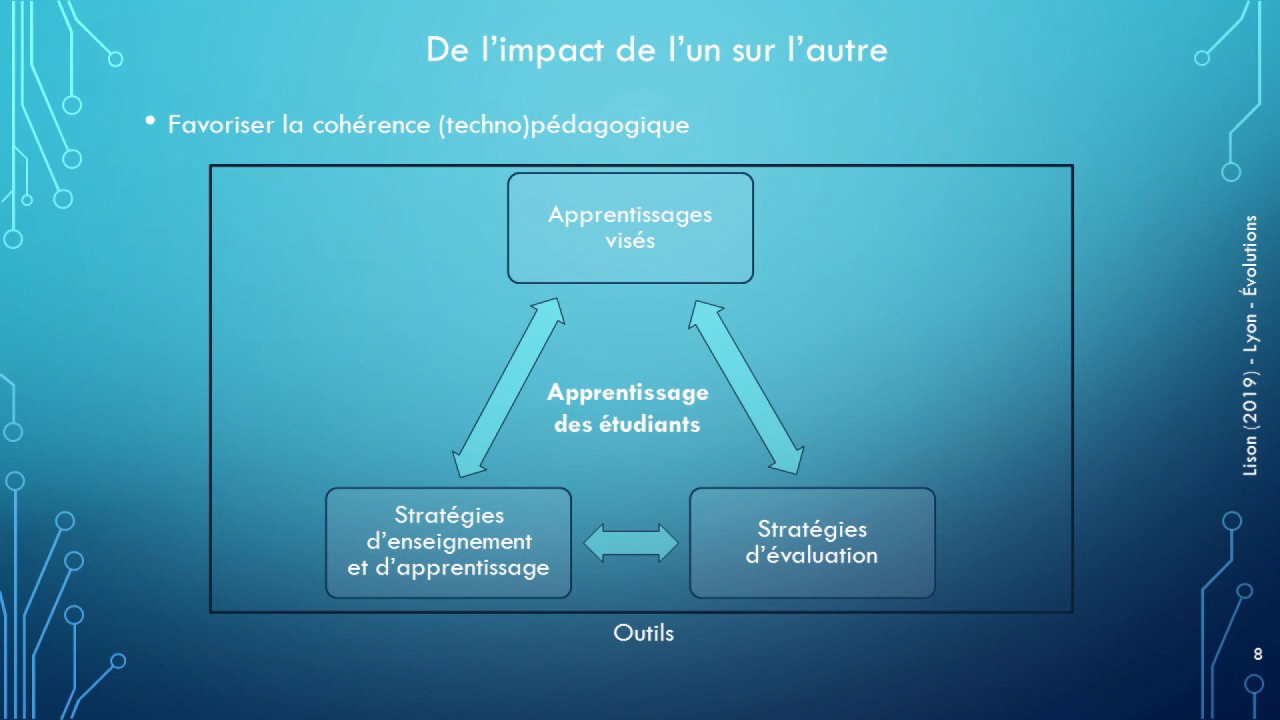 De l’impact de l’un sur l’autre
• Favoriser la cohérence (techno)pédagogique
Apprentissages
visés
Apprentissage
des étudiants
Stratégies
d’enseignement
et d’apprentissage
Stratégies
d’évaluation
Outils
Lison (2019) - Lyon - Évolutions
8